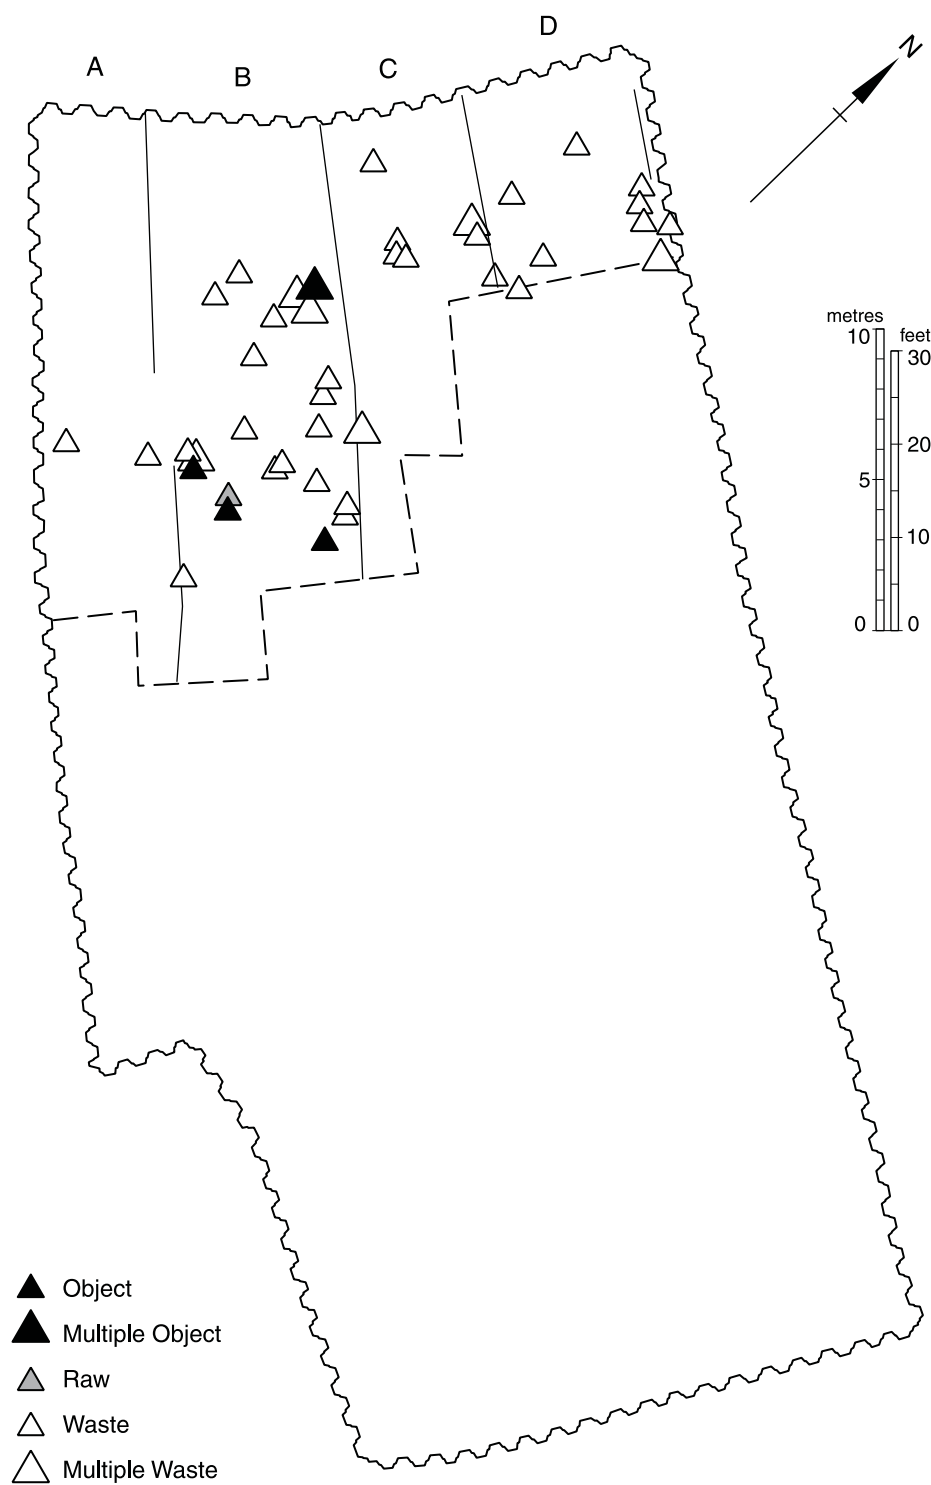 A B C D
N
metres
feet
10
30
20
5
10
0
0
Object
Multiple Object
Raw
Waste
Multiple Waste